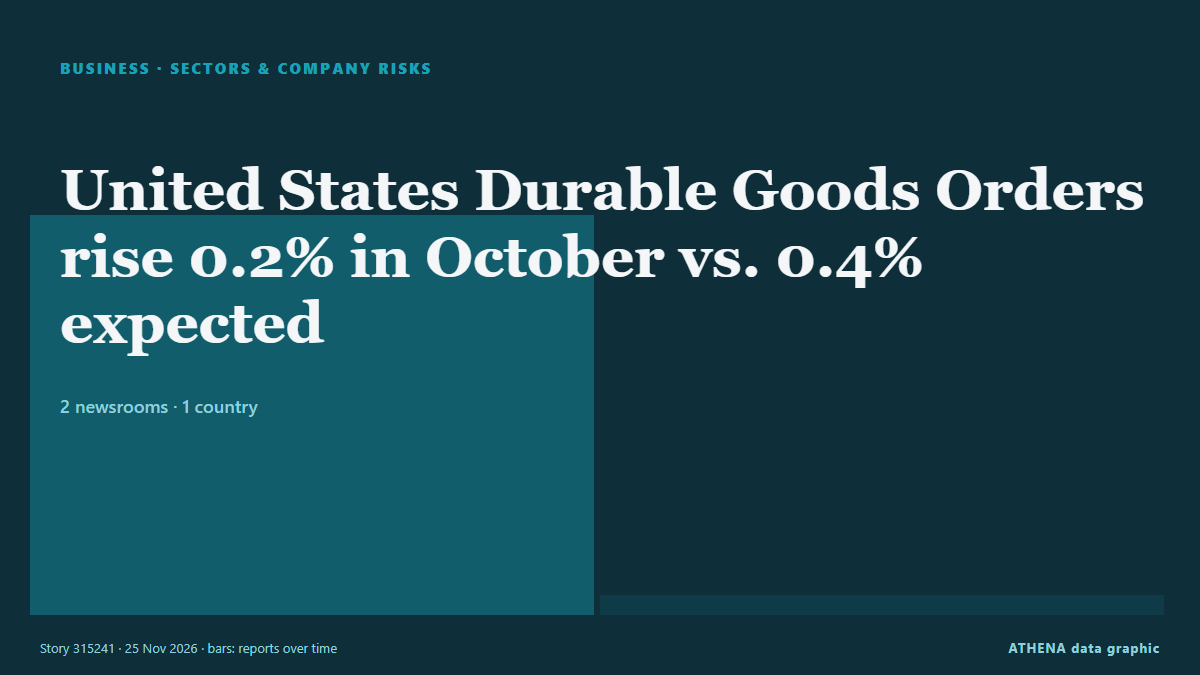 BUSINESS · SECTORS & COMPANY RISKS
United States Durable Goods Orders
rise 0.2% in October vs. 0.4%
expected
2 newsrooms · 1 country
Story 315241 · 25 Nov 2026 · bars: reports over time
ATHENA data graphic